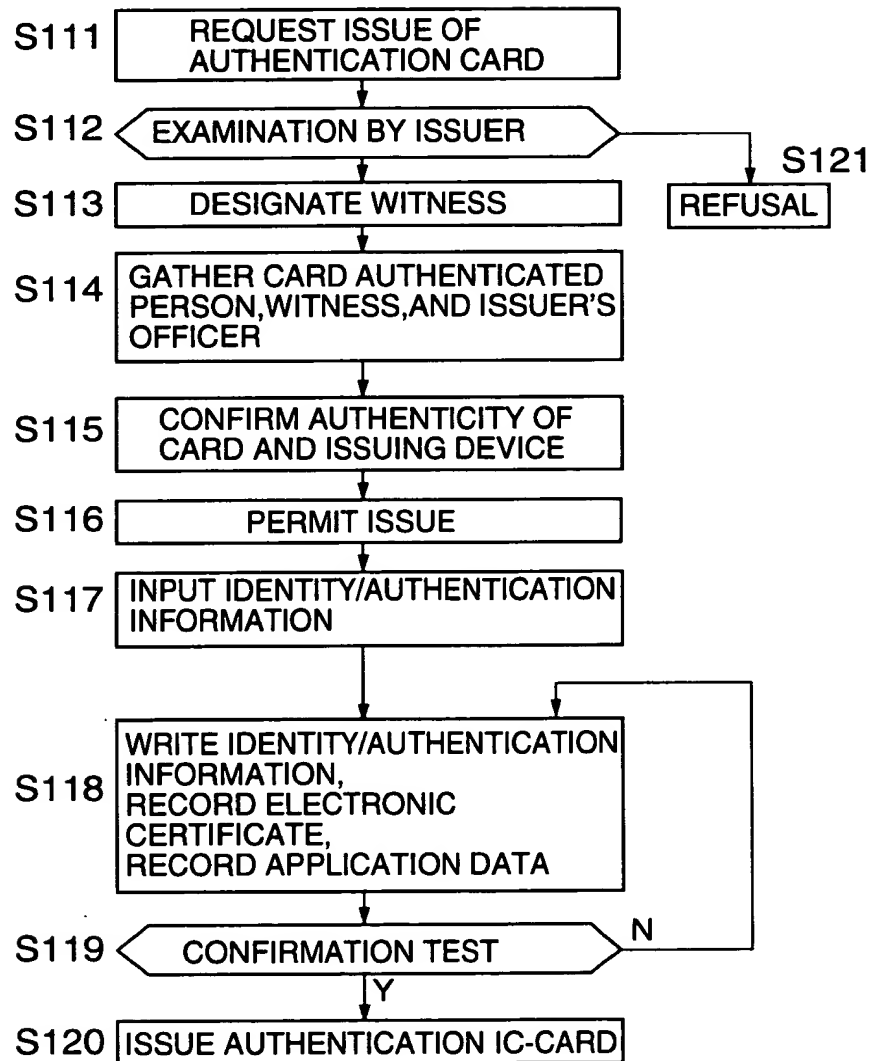 S111
REQUEST ISSUE OF
AUTHENTICATION CARD
S112
EXAMINATION BY ISSUER
S121
REFUSAL
S113
DESIGNATE WITNESS
S114
GATHER CARD AUTHENTICATED
PERSON,WITNESS,AND ISSUER'S
OFFICER
S115
CONFIRM AUTHENTICITY OF
CARD AND ISSUING DEVICE
S116
PERMIT ISSUE
S117
INPUT IDENTITY/AUTHENTICATION
INFORMATION
S118
WRITE IDENTITY/AUTHENTICATION
INFORMATION,
RECORD ELECTRONIC
CERTIFICATE,
RECORD APPLICATION DATA
S119
CONFIRMATION TEST
N
Y
S120
ISSUE AUTHENTICATION IC-CARD